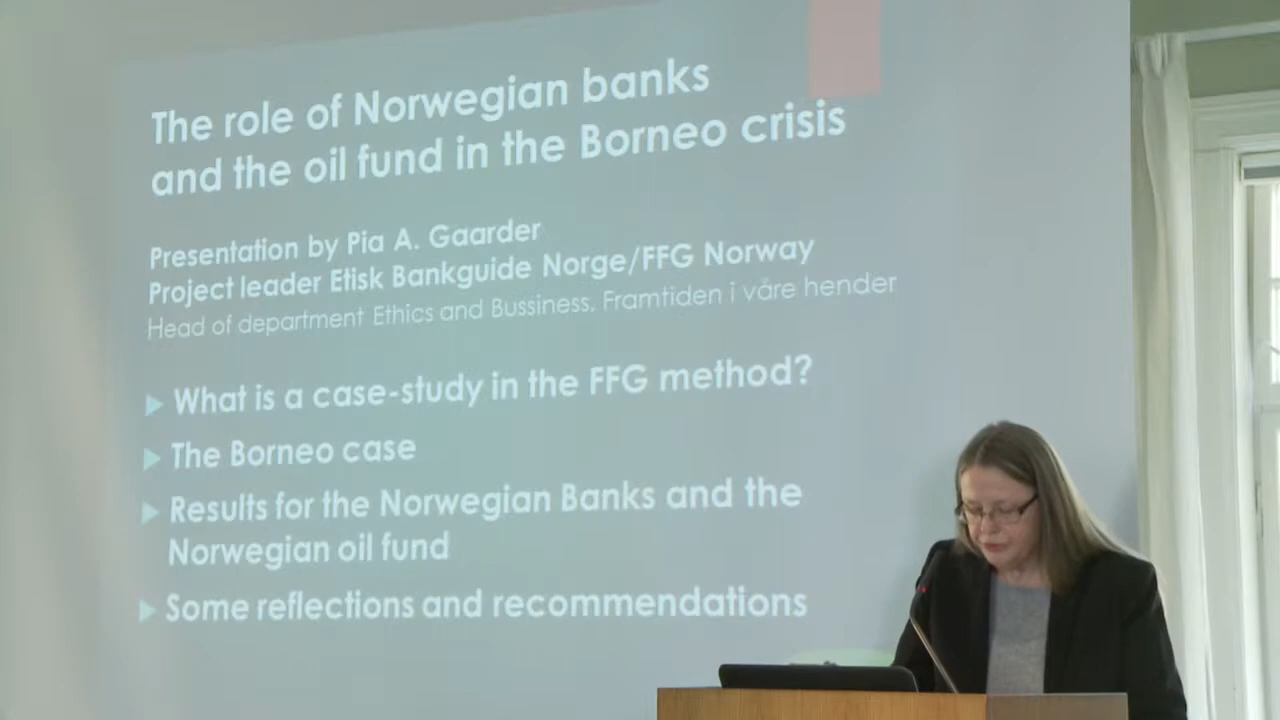 The role of Norwegian banks
and the oil fund in the Borneo crisis
Presentation by Pia A. Gaarder
Project leader Etisk Bankguide Norge/FFG Norway
Head of department Ethics and Bussiness, Framtiden i våre hender
What is a case-study in the FFG method?
The Borneo case
Results for the Norwegian Banks and the
Norwegian oil fund
Some reflections and recommendations